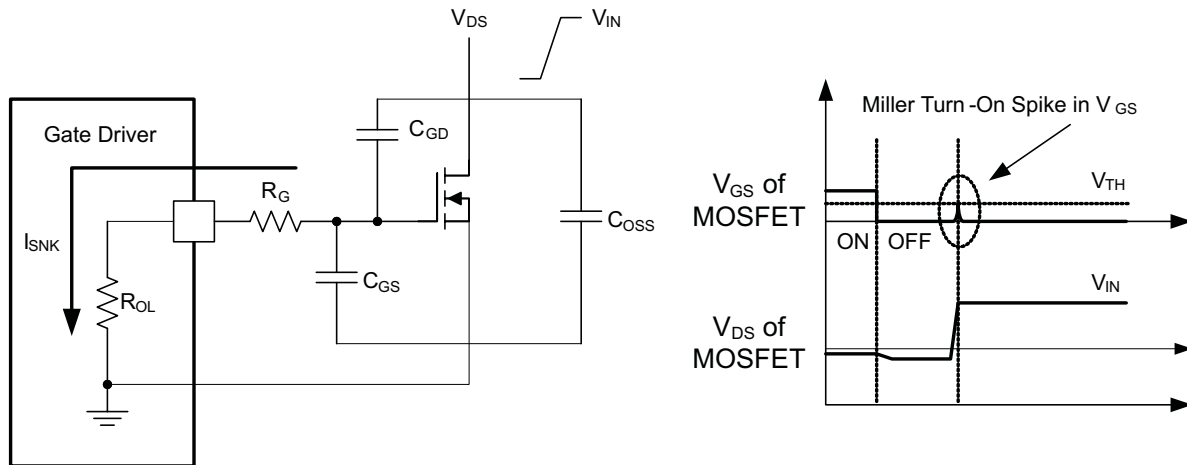 V_DS
V_IN
Gate Driver
C_GD
R_G
C_OSS
I_SNK
C_GS
R_OL
Miller Turn -On Spike in V_GS
V_GS of
MOSFET
V_TH
ON
OFF
V_IN
V_DS of
MOSFET